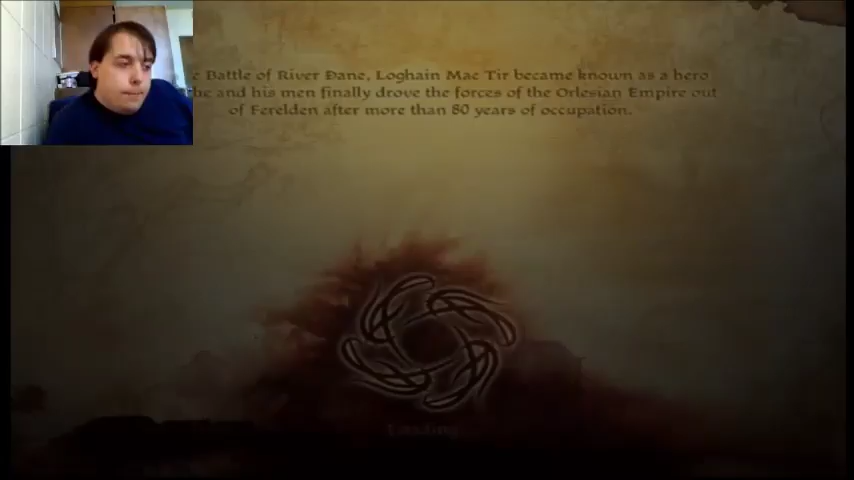 Battle of River Dane, Loghain Mac Tir became known as a hero
he and his men finally drove the forces of the Orlesian Empire out
of Ferelden after more than 80 years of occupation.
Loading